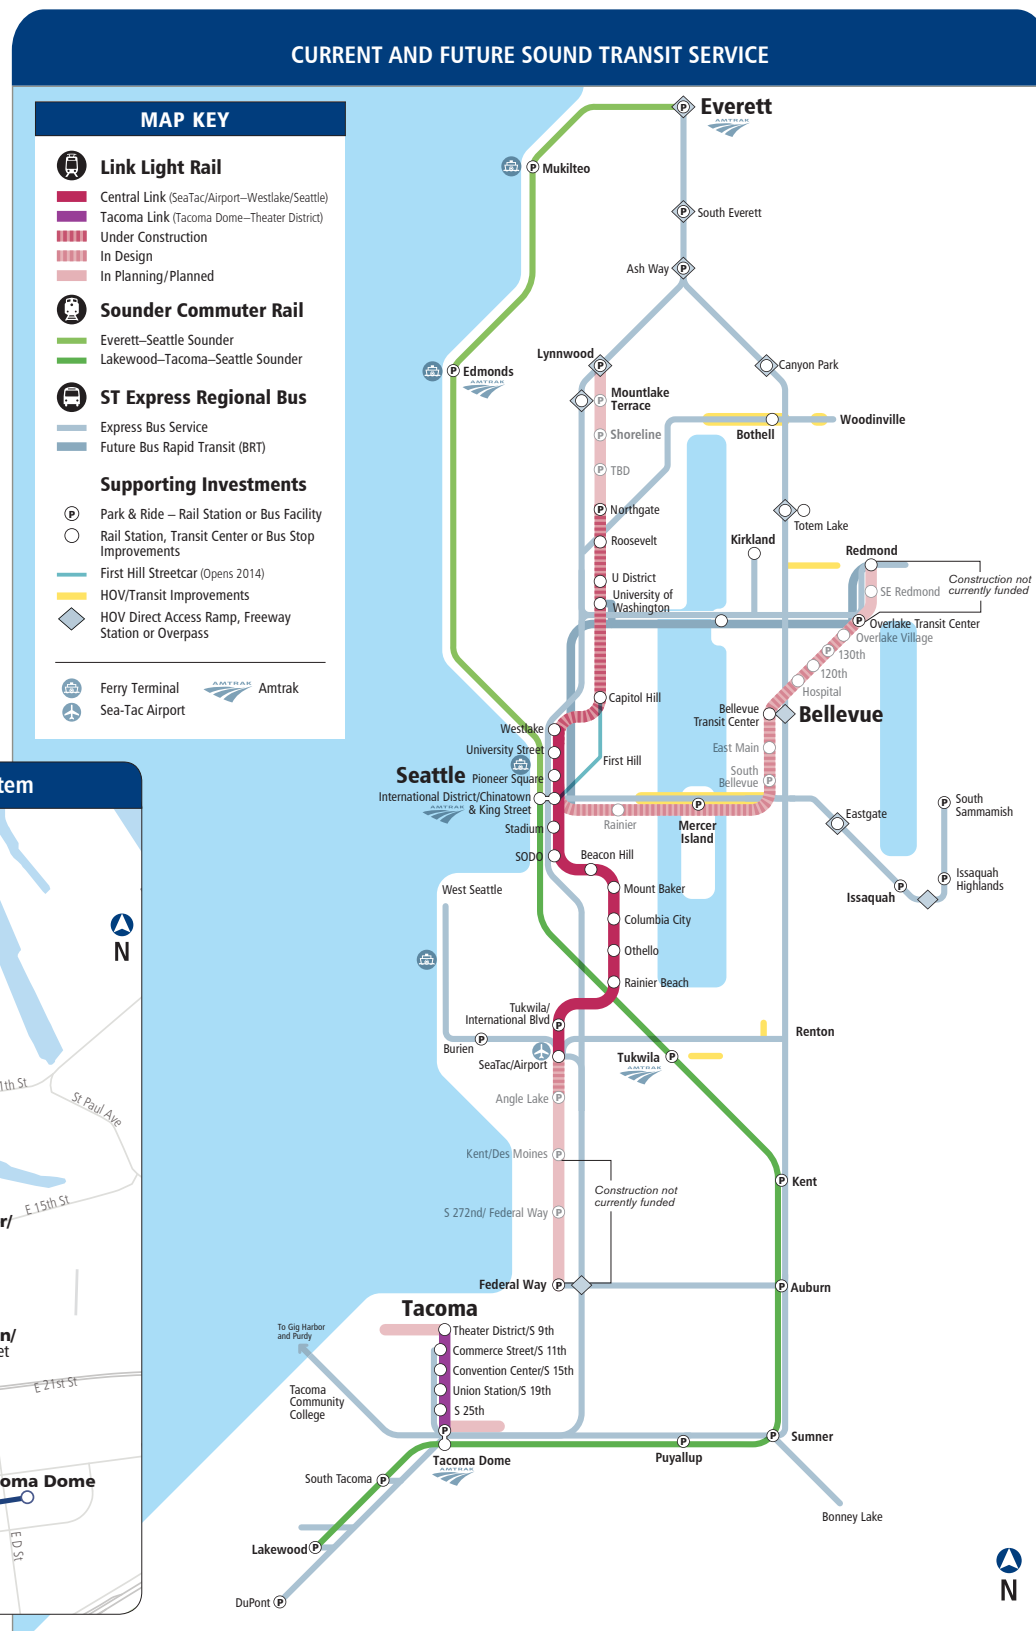 CURRENT AND FUTURE SOUND TRANSIT SERVICE
MAP KEY
Link Light Rail
Central Link (SeaTac/Airport–Westlake/Seattle)
Tacoma Link (Tacoma Dome–Theater District)
Under Construction
In Design
In Planning/Planned
Sounder Commuter Rail
Everett–Seattle Sounder
Lakewood–Tacoma–Seattle Sounder
ST Express Regional Bus
Express Bus Service
Future Bus Rapid Transit (BRT)
Supporting Investments
P
Park & Ride – Rail Station or Bus Facility
Rail Station, Transit Center or Bus Stop
Improvements
First Hill Streetcar (Opens 2014)
HOV/Transit Improvements
HOV Direct Access Ramp, Freeway
Station or Overpass
Ferry Terminal
AMTRAK
Amtrak
Sea-Tac Airport
Everett
AMTRAK
Mukilteo
South Everett
Ash Way
Lynnwood
Canyon Park
Edmonds
AMTRAK
Mountlake
Terrace
Shoreline
Woodinville
Bothell
TBD
Northgate
Totem Lake
Roosevelt
Kirkland
Redmond
Construction not
currently funded
U District
SE Redmond
University of
Washington
Overlake Transit Center
Overlake Village
130th
120th
Hospital
Capitol Hill
Bellevue
Transit Center
Bellevue
Westlake
University Street
East Main
First Hill
Seattle
Pioneer Square
South
Bellevue
International District/Chinatown
& King Street
AMTRAK
Rainier
Mercer
Island
Eastgate
South
Sammamish
Stadium
SODO
Beacon Hill
West Seattle
Mount Baker
Issaquah
Issaquah
Highlands
Columbia City
Othello
Rainier Beach
Tukwila/
International Blvd
Renton
Burien
SeaTac/Airport
Tukwila
AMTRAK
Angle Lake
Kent/Des Moines
Construction not
currently funded
Kent
S 272nd/ Federal Way
Federal Way
Auburn
Tacoma
To Gig Harbor
and Purdy
Theater District/S 9th
Commerce Street/S 11th
Convention Center/S 15th
Tacoma
Community
College
Union Station/S 19th
S 25th
Sumner
Puyallup
Tacoma Dome
AMTRAK
South Tacoma
Bonney Lake
Lakewood
DuPont
N
tem
N
1th St
St Paul Ave
E 15th St
r/
n/
et
E 21st St
oma Dome
E D St